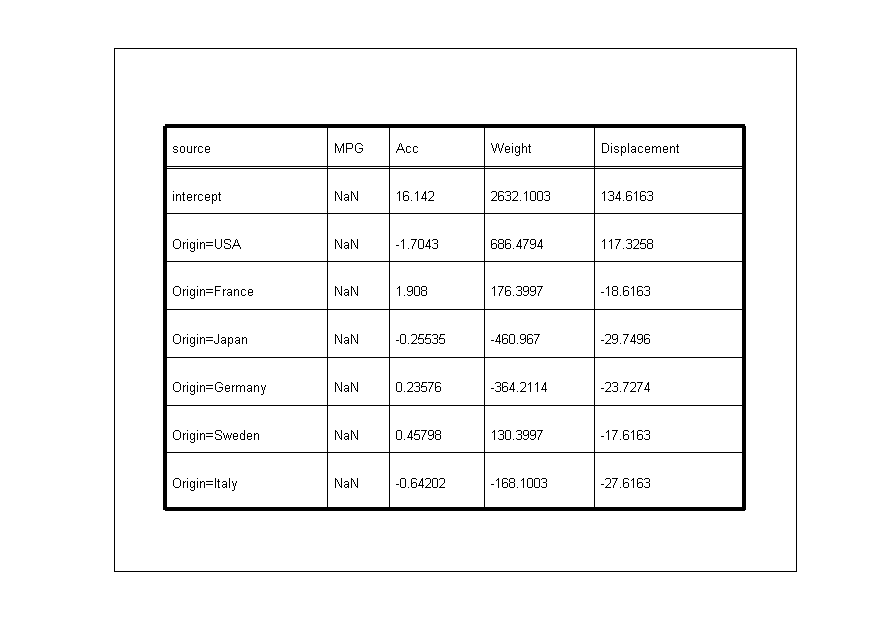 source MPG Acc Weight Displacement
intercept NaN 16.142 2632.1003 134.6163
Origin=USA NaN -1.7043 686.4794 117.3258
Origin=France NaN 1.908 176.3997 -18.6163
Origin=Japan NaN -0.25535 -460.967 -29.7496
Origin=Germany NaN 0.23576 -364.2114 -23.7274
Origin=Sweden NaN 0.45798 130.3997 -17.6163
Origin=Italy NaN -0.64202 -168.1003 -27.6163